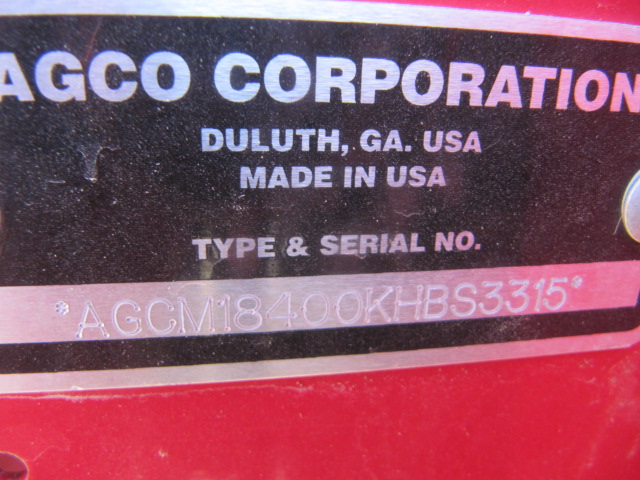 AGCO CORPORATION
DULUTH, GA. USA
MADE IN USA
TYPE & SERIAL NO.
*AGCM18400KHBS3315*